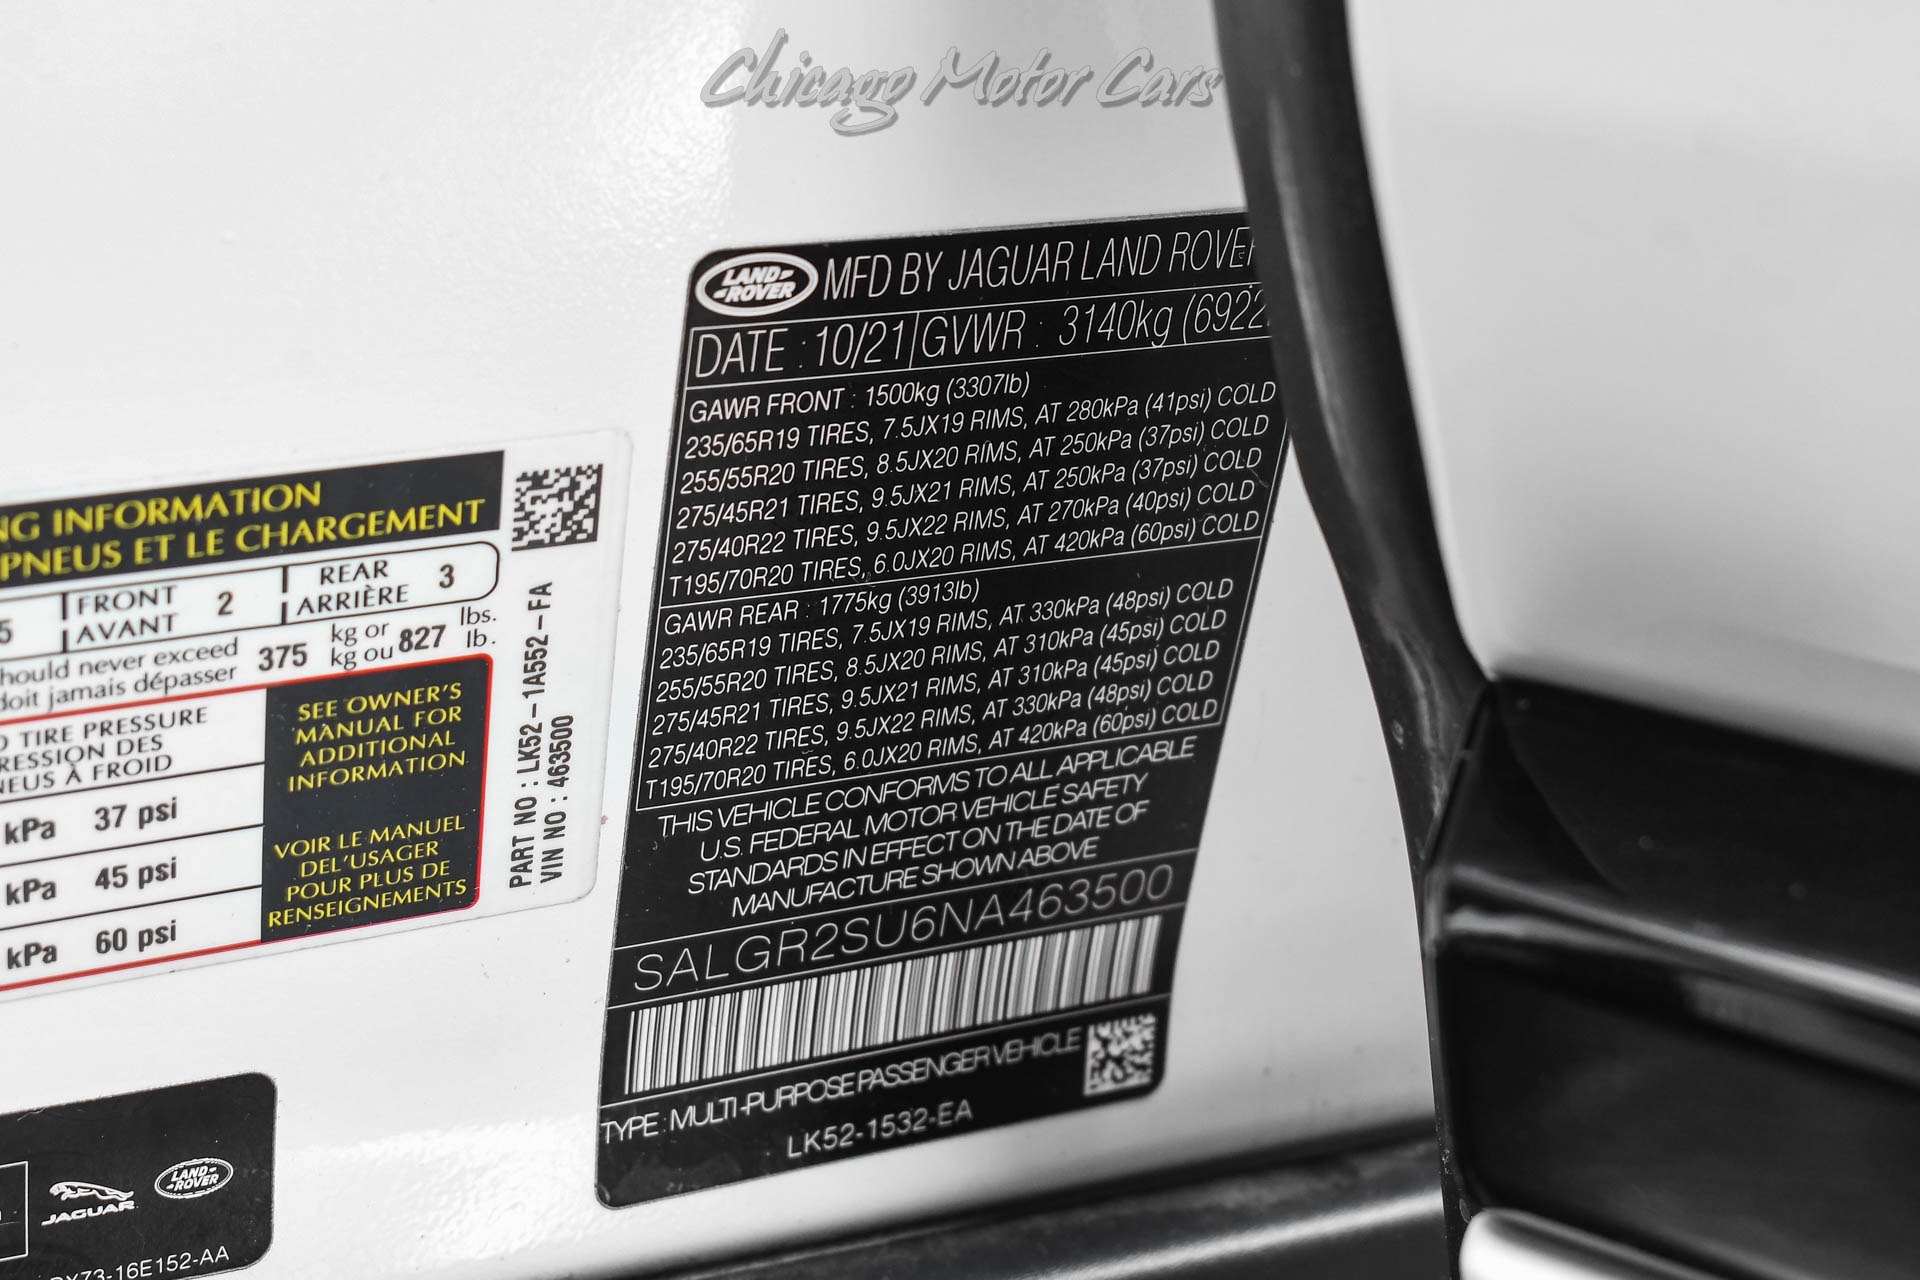 Chicago Motor Cars
LAND-
-ROVER
MFD BY JAGUAR LAND
DATE : 10/21 GVWR : 3140kg
GAWR FRONT : 1500kg (3307lb)
235/65R19 TIRES, 7.5JX19 RIMS, AT 280kPa (41psi) COLD
255/55R20 TIRES, 8.5JX20 RIMS, AT 250kPa (37psi) COLD
275/45R21 TIRES, 9.5JX21 RIMS, AT 250kPa (37psi) COLD
275/40R22 TIRES, 9.5JX22 RIMS, AT 270kPa (40psi) COLD
T195/70R20 TIRES, 6.0JX20 RIMS, AT 420kPa (60psi) COLD
GAWR REAR : 1775kg (3913lb)
235/65R19 TIRES, 7.5JX19 RIMS, AT 330kPa (48psi) COLD
255/55R20 TIRES, 8.5JX20 RIMS, AT 310kPa (45psi) COLD
275/45R21 TIRES, 9.5JX21 RIMS, AT 310kPa (45psi) COLD
275/40R22 TIRES, 9.5JX22 RIMS, AT 330kPa (48psi) COLD
T195/70R20 TIRES, 6.0JX20 RIMS, AT 420kPa (60psi) COLD
THIS VEHICLE CONFORMS TO ALL APPLICABLE
U.S. FEDERAL MOTOR VEHICLE SAFETY
STANDARDS IN EFFECT ON THE DATE OF
MANUFACTURE SHOWN ABOVE
SALGR2SU6NA463500
TYPE : MULTI-PURPOSE PASSENGER VEHICLE
LK52-1532-EA
INFORMATION
PNEUS ET LE CHARGEMENT
5 FRONT 2 REAR 3
AVANT ARRIÈRE
should never exceed 375 kg or 827 lbs.
doit jamais dépasser kg ou lb.
TIRE PRESSURE
DES
À FROID
kPa 37 psi
kPa 45 psi
kPa 60 psi
SEE OWNER'S
MANUAL FOR
ADDITIONAL
INFORMATION
VOIR LE MANUEL
DEL'USAGER
POUR PLUS DE
RENSEIGNEMENTS
PART NO : LK52-1A552-FA
VIN NO : 463500
JAGUAR
LAND-
-ROVER
16E152-AA